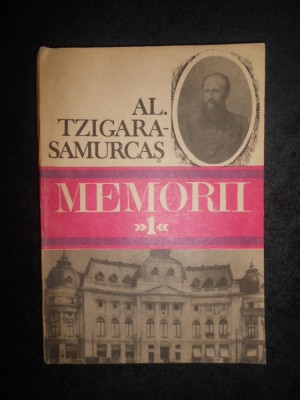 AL.
TZIGARA-
SAMURCAȘ
MEMORII
»1«